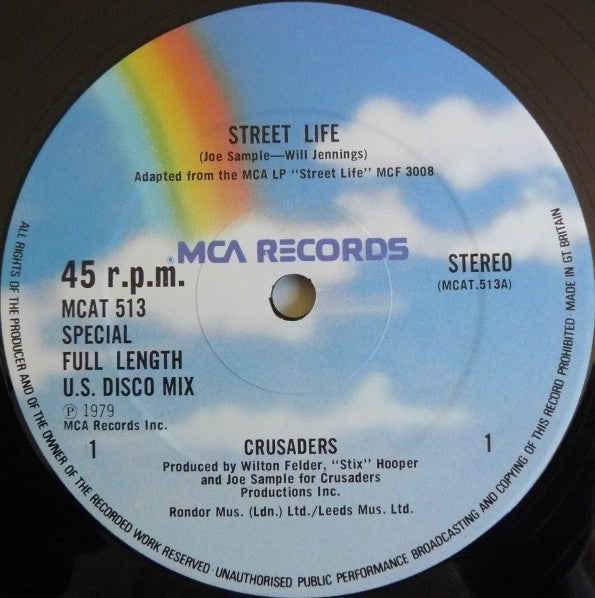 STREET LIFE
(Joe Sample—Will Jennings)
Adapted from the MCA LP "Street Life" MCF 3008
® MCA RECORDS
45 r.p.m.
MCAT 513
SPECIAL
FULL LENGTH
U.S. DISCO MIX
℗ 1979
MCA Records Inc.
1
STEREO
(MCAT.513A)
1
CRUSADERS
Produced by Wilton Felder, "Stix" Hooper
and Joe Sample for Crusaders
Productions Inc.
Rondor Mus. (Ldn.) Ltd./Leeds Mus. Ltd.
ALL RIGHTS OF THE PRODUCER AND OF THE OWNER OF THE RECORDED WORK RESERVED · UNAUTHORISED PUBLIC PERFORMANCE BROADCASTING AND COPYING OF THIS RECORD PROHIBITED · MADE IN GT BRITAIN